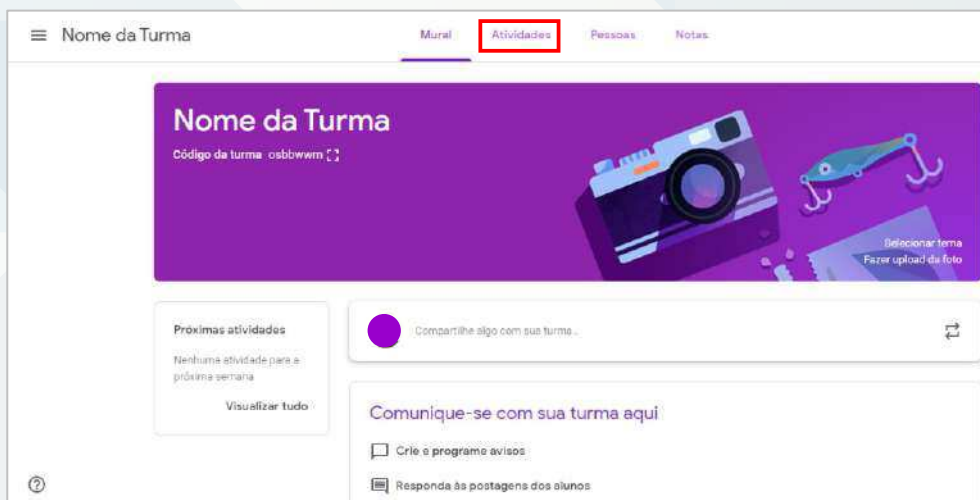 Nome da Turma
Mural Atividades Pessoas Notas
Nome da Turma
Código da turma osbbwwm
Selecionar tema
Fazer upload da foto
Próximas atividades
Nenhuma atividade para a
próxima semana
Visualizar tudo
Compartilhe algo com sua turma...
Comunique-se com sua turma aqui
Crie e programe avisos
Responda às postagens dos alunos